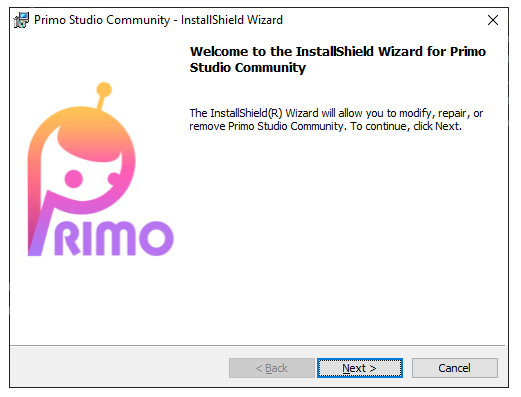 Primo Studio Community - InstallShield Wizard
Welcome to the InstallShield Wizard for Primo
Studio Community
The InstallShield(R) Wizard will allow you to modify, repair, or
remove Primo Studio Community. To continue, click Next.
PRIMO
< Back
Next >
Cancel